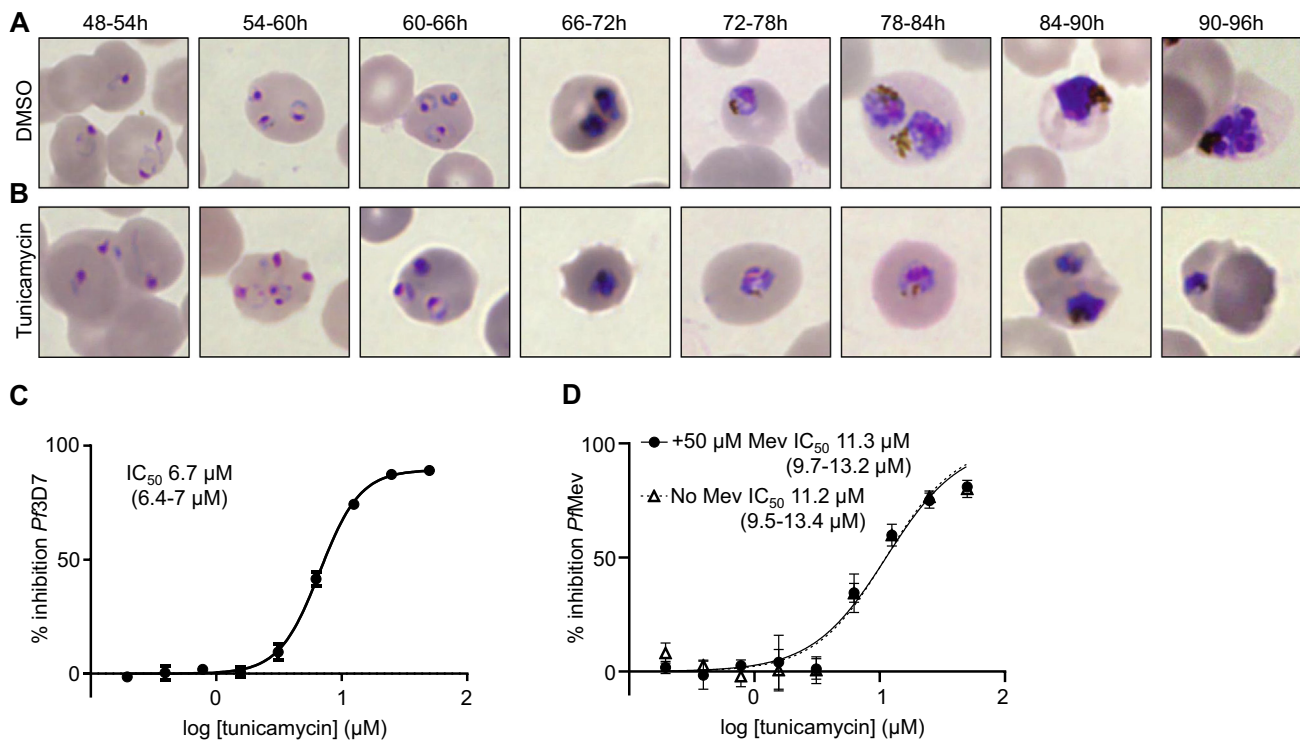 A
48-54h 54-60h 60-66h 66-72h 72-78h 78-84h 84-90h 90-96h
DMSO
B
Tunicamycin
C
100
50
0
% inhibition Pf3D7
IC50 6.7 µM
(6.4-7 µM)
0 1 2
log [tunicamycin] (µM)
D
100
50
0
% inhibition PfMev
+50 µM Mev IC50 11.3 µM
(9.7-13.2 µM)
No Mev IC50 11.2 µM
(9.5-13.4 µM)
0 1 2
log [tunicamycin] (µM)